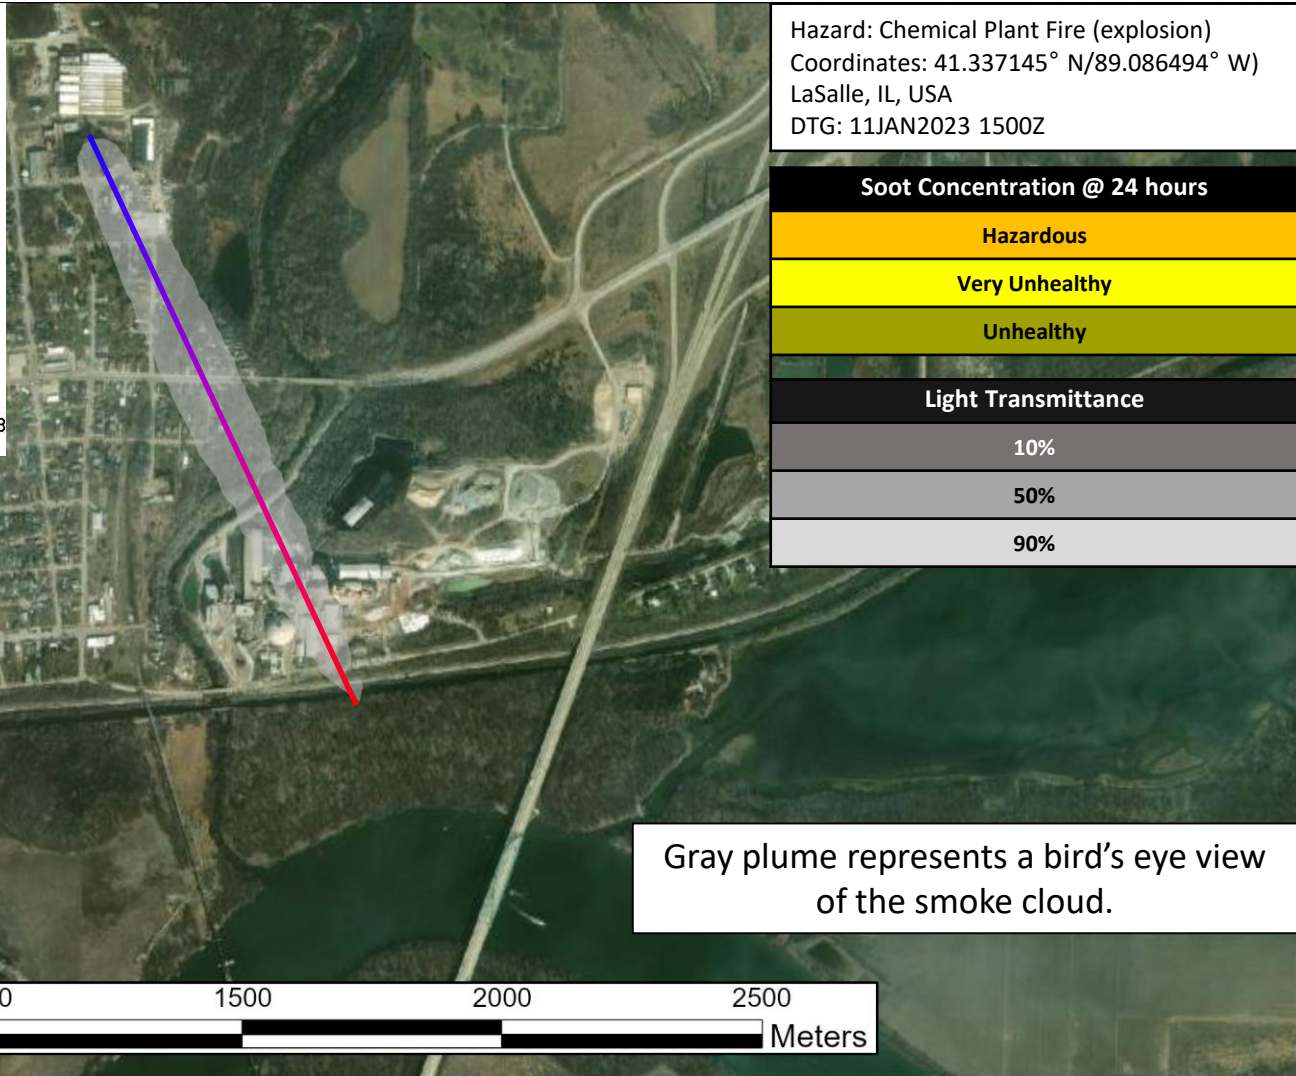 Hazard: Chemical Plant Fire (explosion)
Coordinates: 41.337145° N/89.086494° W)
LaSalle, IL, USA
DTG: 11JAN2023 1500Z
Soot Concentration @ 24 hours
Hazardous
Very Unhealthy
Unhealthy
Light Transmittance
10%
50%
90%
Gray plume represents a bird’s eye view
of the smoke cloud.
0 1500 2000 2500
Meters